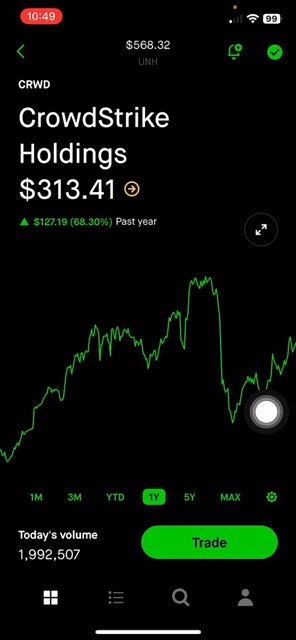 10:49
99
$568.32
UNH
CRWD
CrowdStrike
Holdings
$313.41
▲ $127.19 (68.30%) Past year
1M 3M YTD 1Y 5Y MAX
Today's volume
1,992,507
Trade